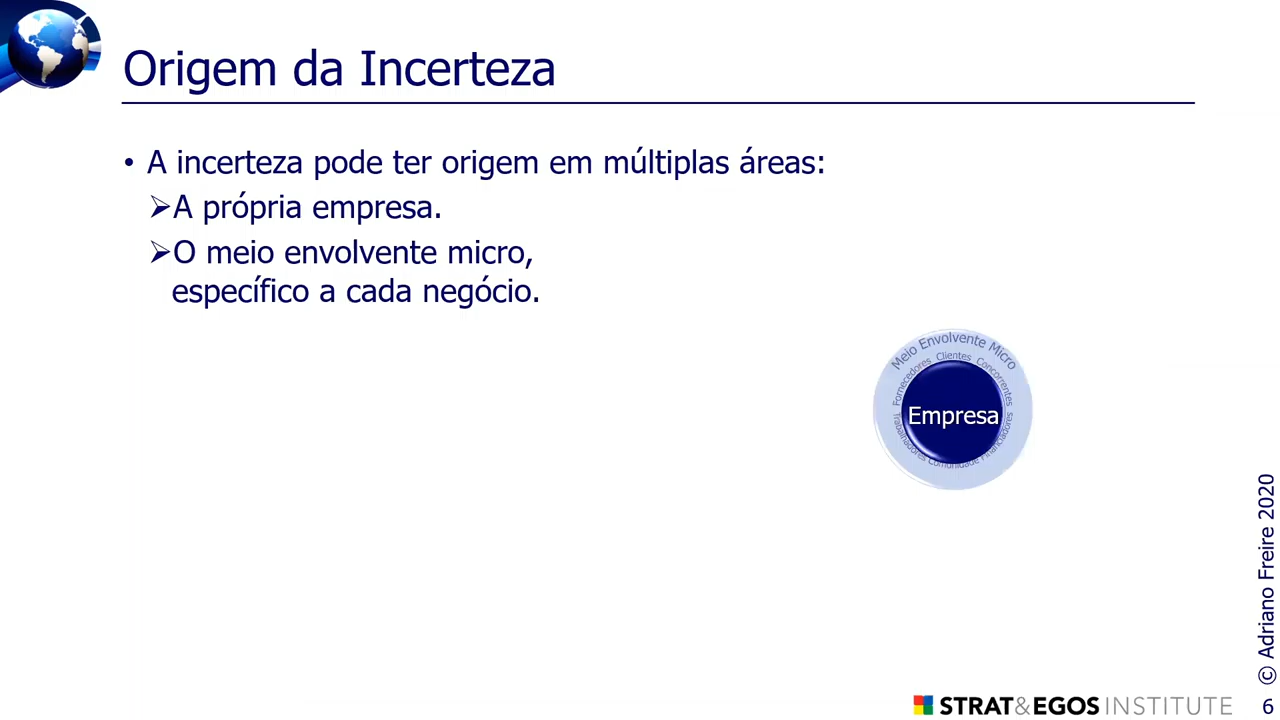 Origem da Incerteza
• A incerteza pode ter origem em múltiplas áreas:
➢A própria empresa.
➢O meio envolvente micro,
específico a cada negócio.
Meio Envolvente Micro
Fornecedores Clientes Concorrentes
Empresa
Trabalhadores Comunidade Financiadores
© Adriano Freire 2020
STRAT&EGOS INSTITUTE
6